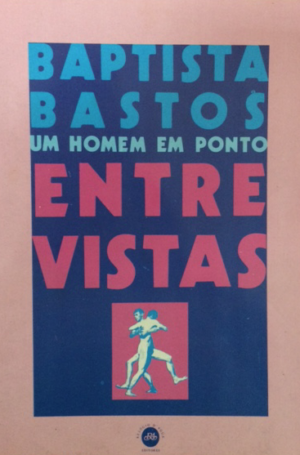 BAPTISTA
BASTOS
UM HOMEM EM PONTO
ENTRE
VISTAS